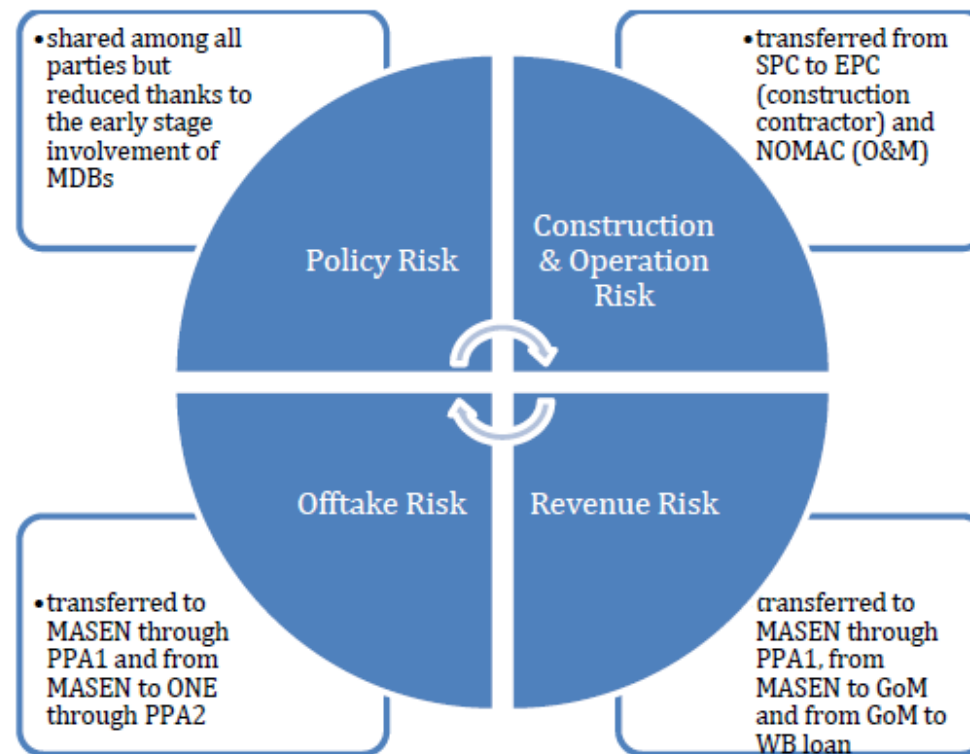 •shared among all
parties but
reduced thanks to
the early stage
involvement of
MDBs
•transferred from
SPC to EPC
(construction
contractor) and
NOMAC (O&M)
Policy Risk
Construction
& Operation
Risk
Offtake Risk
Revenue Risk
•transferred to
MASEN through
PPA1 and from
MASEN to ONE
through PPA2
transferred to
MASEN through
PPA1, from
MASEN to GoM
and from GoM to
WB loan